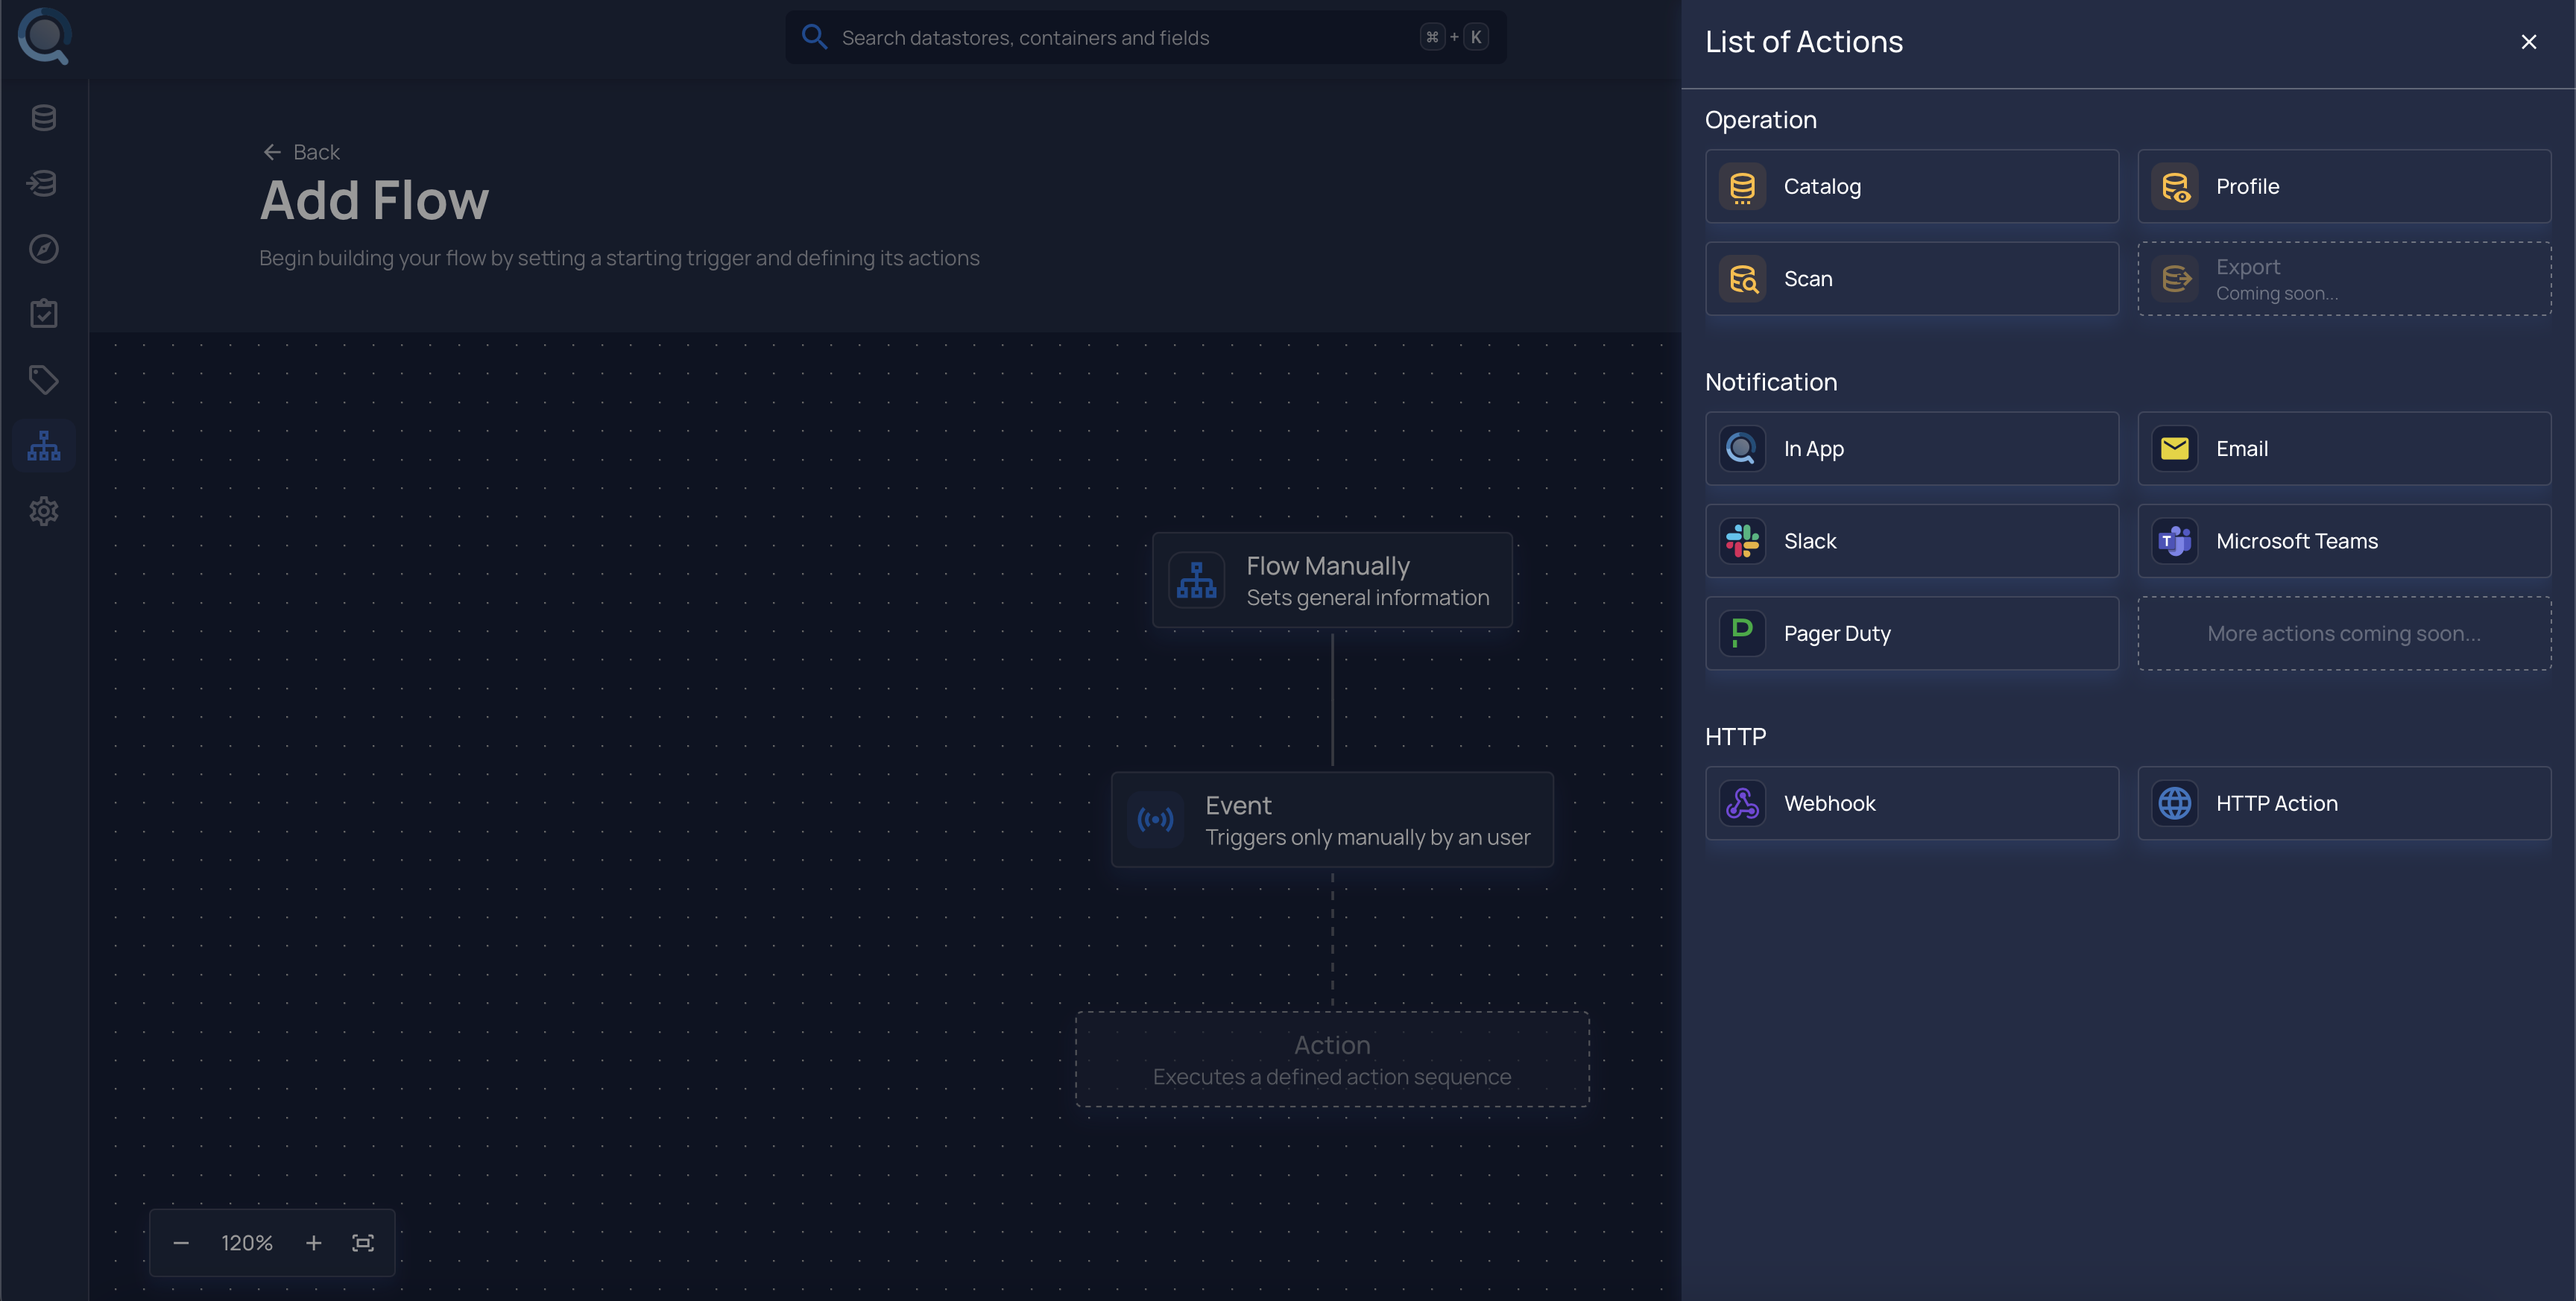 Search datastores, containers and fields
⌘ + K
Back
Add Flow
Begin building your flow by setting a starting trigger and defining its actions
Flow Manually
Sets general information
Event
Triggers only manually by an user
Action
Executes a defined action sequence
120%
List of Actions
Operation
Catalog
Profile
Scan
Export
Coming soon...
Notification
In App
Email
Slack
Microsoft Teams
Pager Duty
More actions coming soon...
HTTP
Webhook
HTTP Action